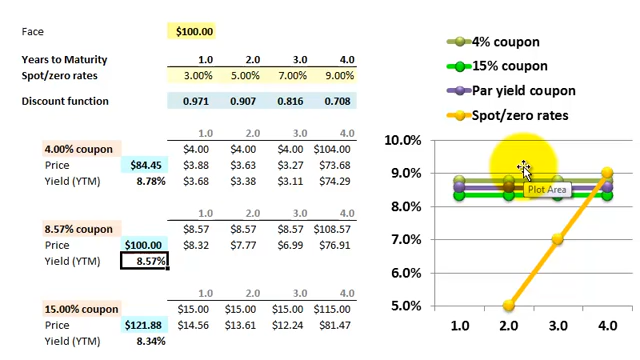 Face $100.00
Years to Maturity 1.0 2.0 3.0 4.0
Spot/zero rates 3.00% 5.00% 7.00% 9.00%
Discount function 0.971 0.907 0.816 0.708
1.0 2.0 3.0 4.0
4.00% coupon $4.00 $4.00 $4.00 $104.00
Price $84.45 $3.88 $3.63 $3.27 $73.68
Yield (YTM) 8.78% $3.68 $3.38 $3.11 $74.29
1.0 2.0 3.0 4.0
8.57% coupon $8.57 $8.57 $8.57 $108.57
Price $100.00 $8.32 $7.77 $6.99 $76.91
Yield (YTM) 8.57%
1.0 2.0 3.0 4.0
15.00% coupon $15.00 $15.00 $15.00 $115.00
Price $121.88 $14.56 $13.61 $12.24 $81.47
Yield (YTM) 8.34%
4% coupon
15% coupon
Par yield coupon
Spot/zero rates
10.0%
9.0%
Plot Area
8.0%
7.0%
6.0%
5.0%
1.0 2.0 3.0 4.0